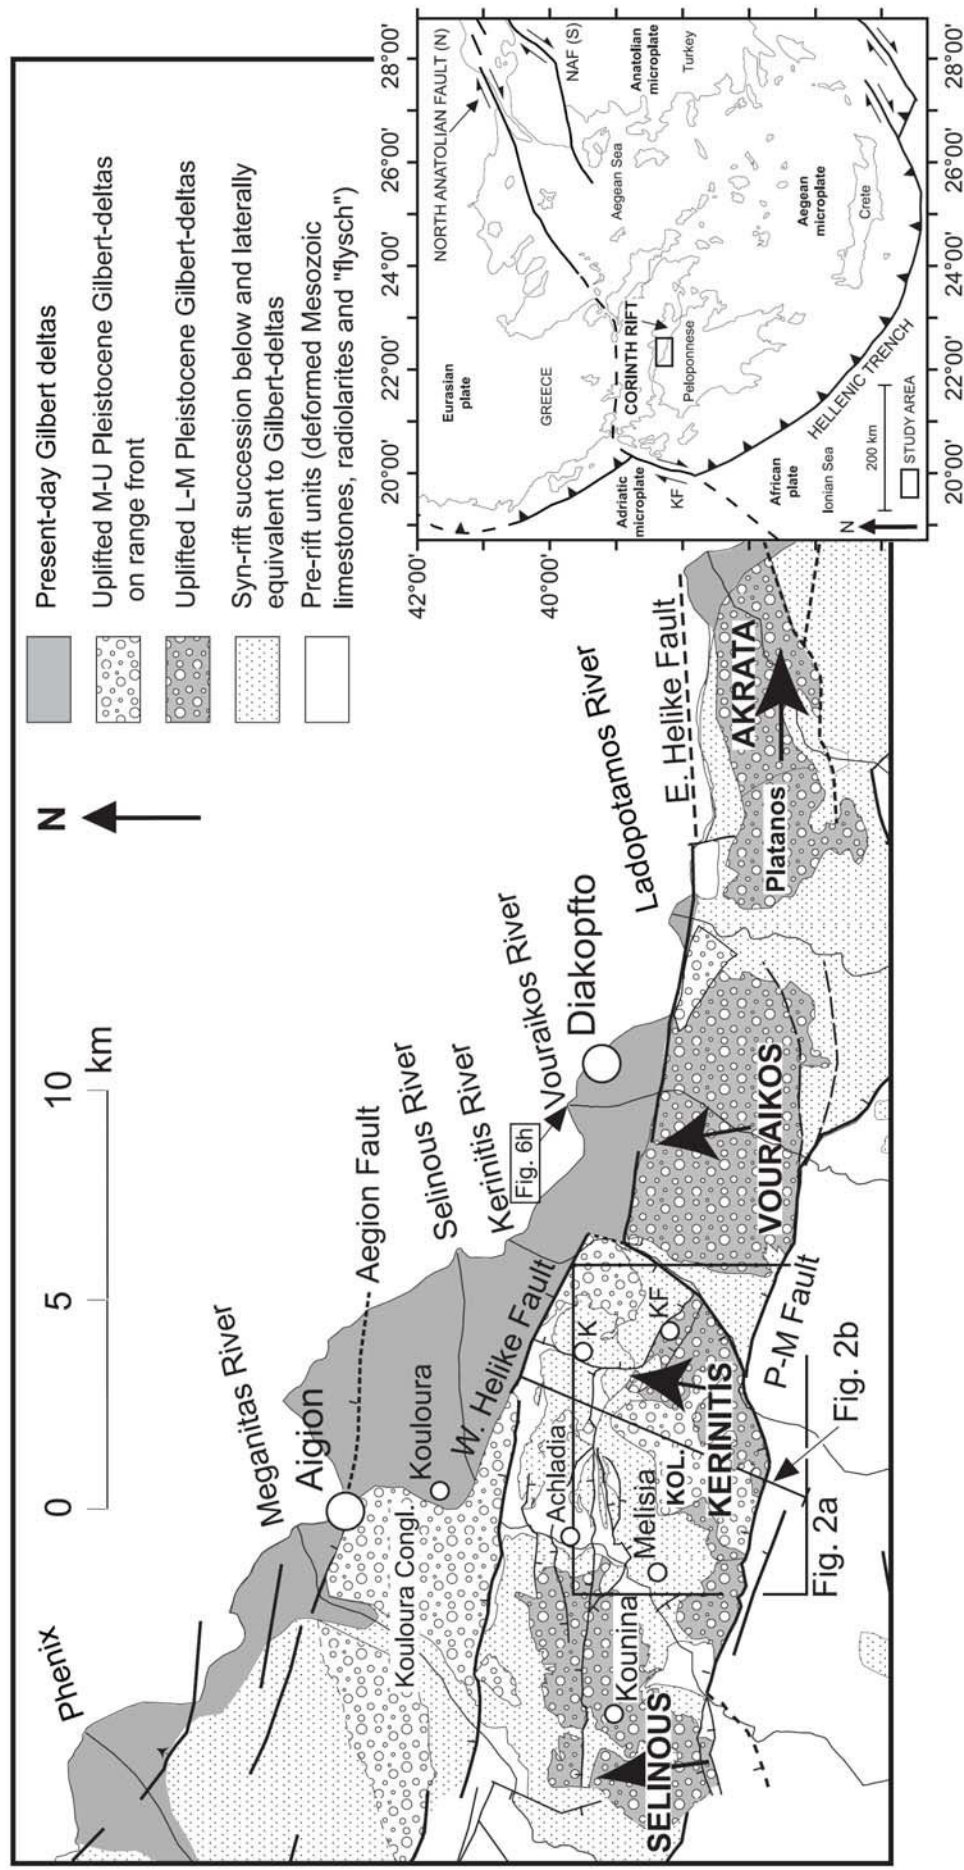 Phenix
Meganitas River
Aigion
Aegion Fault
Selinous River
Kerinitis River
Vouraikos River
Fig. 6h
Diakopfto
Ladopotamos River
E. Helike Fault
0
5
10
km
N
Present-day Gilbert deltas
Uplifted M-U Pleistocene Gilbert-deltas
on range front
Uplifted L-M Pleistocene Gilbert-deltas
Syn-rift succession below and laterally
equivalent to Gilbert-deltas
Pre-rift units (deformed Mesozoic
limestones, radiolarites and "flysch")
Kouloura Congl.
Kouloura
W. Helike Fault
Achladia
K
KF
Melisia
KOL.
KERINITIS
Kounina
SELINOUS
VOURAIKOS
Platanos
AKRATA
P-M Fault
Fig. 2a
Fig. 2b
42°00'
40°00'
20°00'
22°00'
24°00'
26°00'
28°00'
NORTH ANATOLIAN FAULT (N)
NAF (S)
Eurasian
plate
GREECE
Aegean Sea
Anatolian
microplate
Turkey
Adriatic
microplate
KF
CORINTH RIFT
Peloponnese
Aegean
microplate
African
plate
Ionian Sea
HELLENIC TRENCH
Crete
N
200 km
STUDY AREA